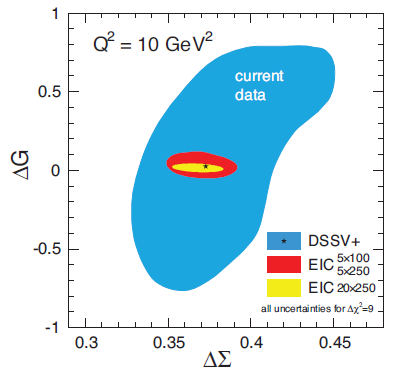 1
Q² = 10 GeV²
current
data
0.5
ΔG
0
★ DSSV+
-0.5
EIC 5×100
5×250
EIC 20×250
all uncertainties for Δχ²=9
-1
0.3 0.35 0.4 0.45
ΔΣ